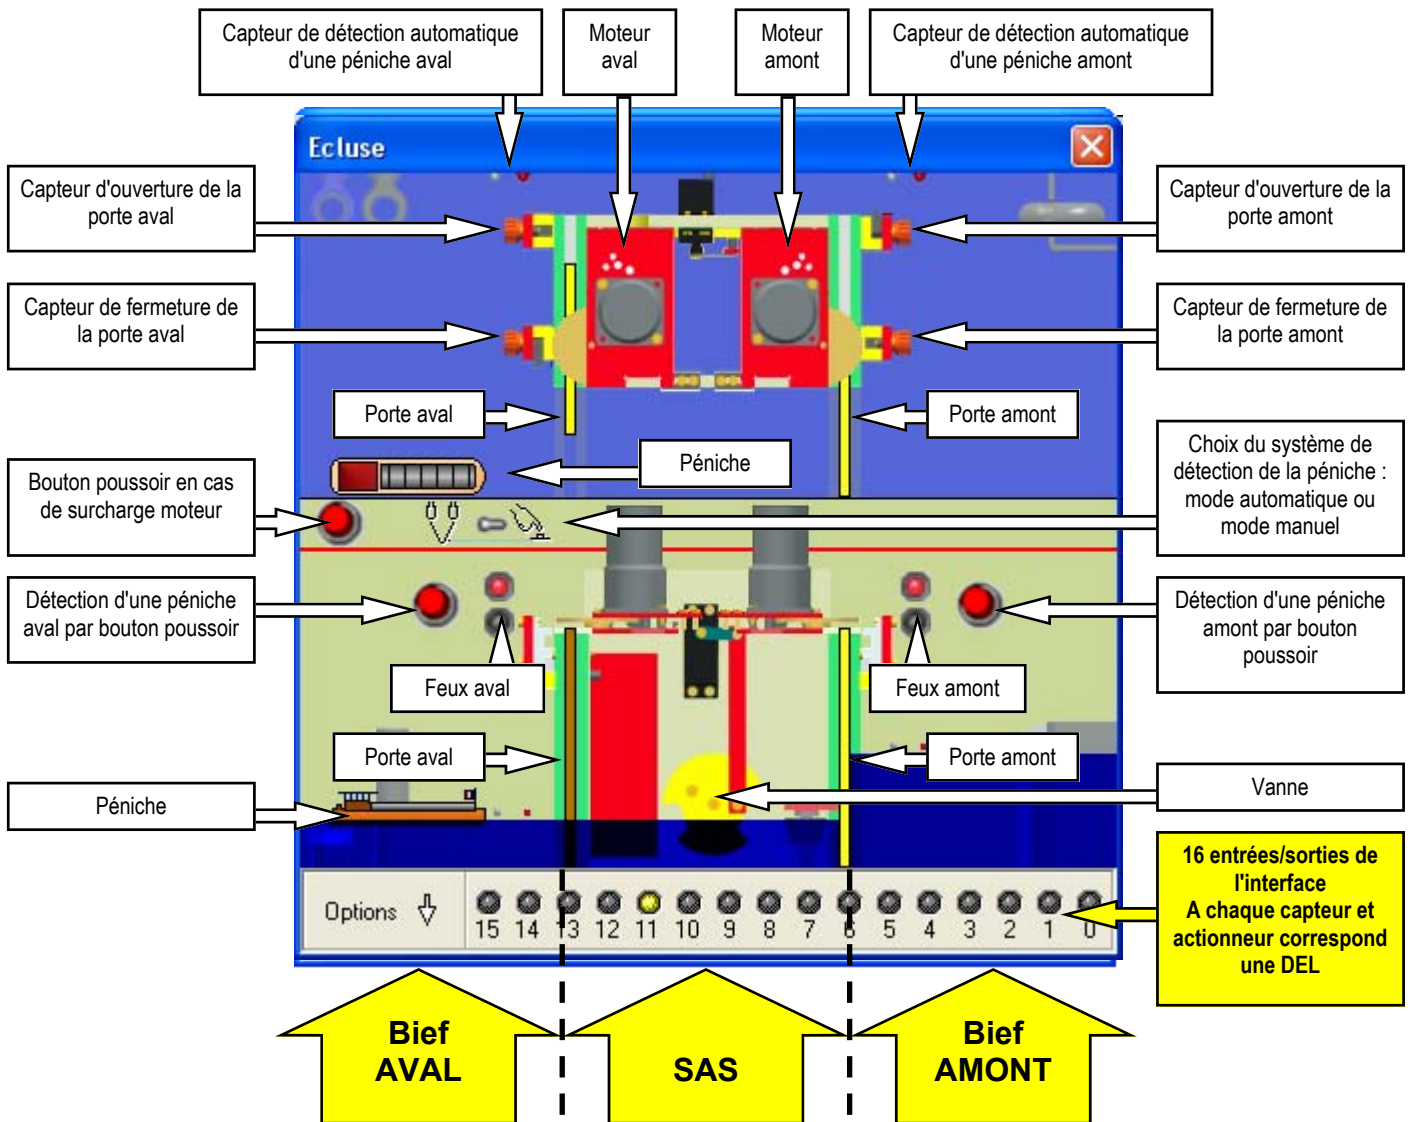 Capteur de détection automatique
d'une péniche aval
Moteur
aval
Moteur
amont
Capteur de détection automatique
d'une péniche amont
Ecluse
Capteur d'ouverture de la
porte aval
Capteur d'ouverture de la
porte amont
Capteur de fermeture de
la porte aval
Capteur de fermeture de
la porte amont
Porte aval
Porte amont
Péniche
Bouton poussoir en cas
de surcharge moteur
Choix du système de
détection de la péniche :
mode automatique ou
mode manuel
Détection d'une péniche
aval par bouton poussoir
Détection d'une péniche
amont par bouton
poussoir
Feux aval
Feux amont
Porte aval
Porte amont
Péniche
Vanne
16 entrées/sorties de
l'interface
A chaque capteur et
actionneur correspond
une DEL
Options
15 14 13 12 11 10 9 8 7 6 5 4 3 2 1 0
Bief
AVAL
SAS
Bief
AMONT